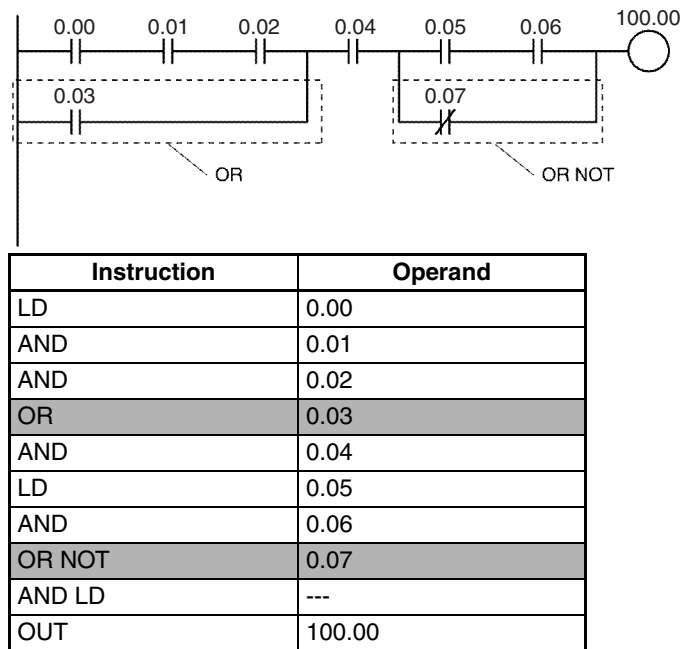 0.00 0.01 0.02 0.04 0.05 0.06 100.00
0.03 0.07
OR OR NOT
Instruction Operand
LD 0.00
AND 0.01
AND 0.02
OR 0.03
AND 0.04
LD 0.05
AND 0.06
OR NOT 0.07
AND LD ---
OUT 100.00